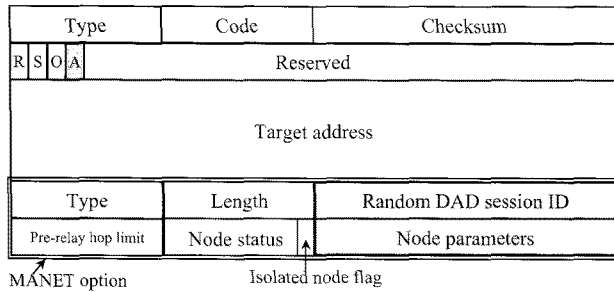 Type Code Checksum
R S O A Reserved
Target address
Type Length Random DAD session ID
Pre-relay hop limit Node status Node parameters
MANET option Isolated node flag